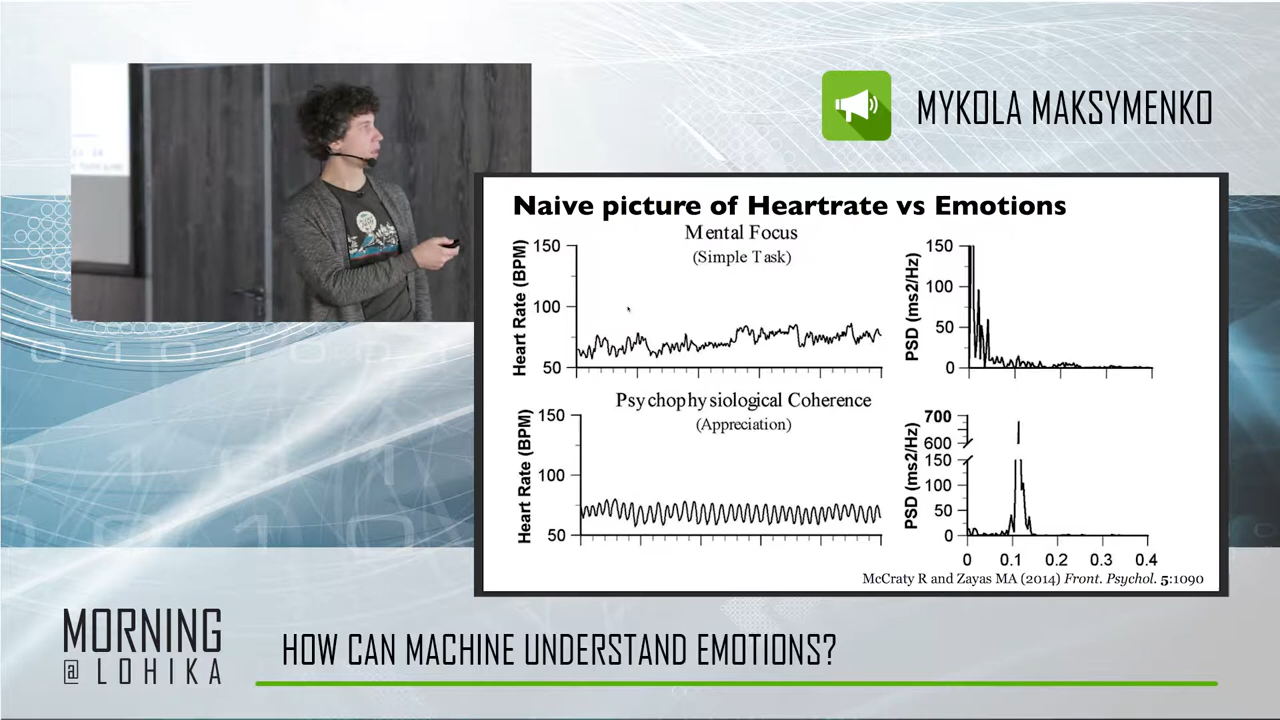 MYKOLA MAKSYMENKO
Naive picture of Heartrate vs Emotions
Mental Focus
(Simple Task)
Heart Rate (BPM)
150
100
50
PSD (ms2/Hz)
150
100
50
0
Psychophysiological Coherence
(Appreciation)
Heart Rate (BPM)
150
100
50
PSD (ms2/Hz)
700
600
150
100
50
0
0 0.1 0.2 0.3 0.4
McCraty R and Zayas MA (2014) Front. Psychol. 5:1090
MORNING
@ LOHIKA
HOW CAN MACHINE UNDERSTAND EMOTIONS?